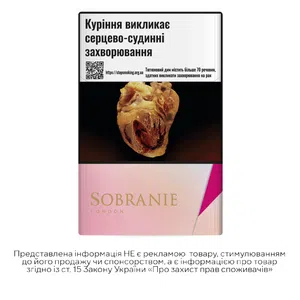 Куріння викликає
серцево-судинні
захворювання
https://stopsmoking.org.ua
Тютюновий дим містить більше 70 речовин,
здатних викликати захворювання на рак
SOBRANIE
LONDON
Представлена інформація НЕ є рекламою товару, стимулюванням
до його продажу чи спонсорством, а є інформацією про товар
згідно із ст. 15 Закону України «Про захист прав споживачів»